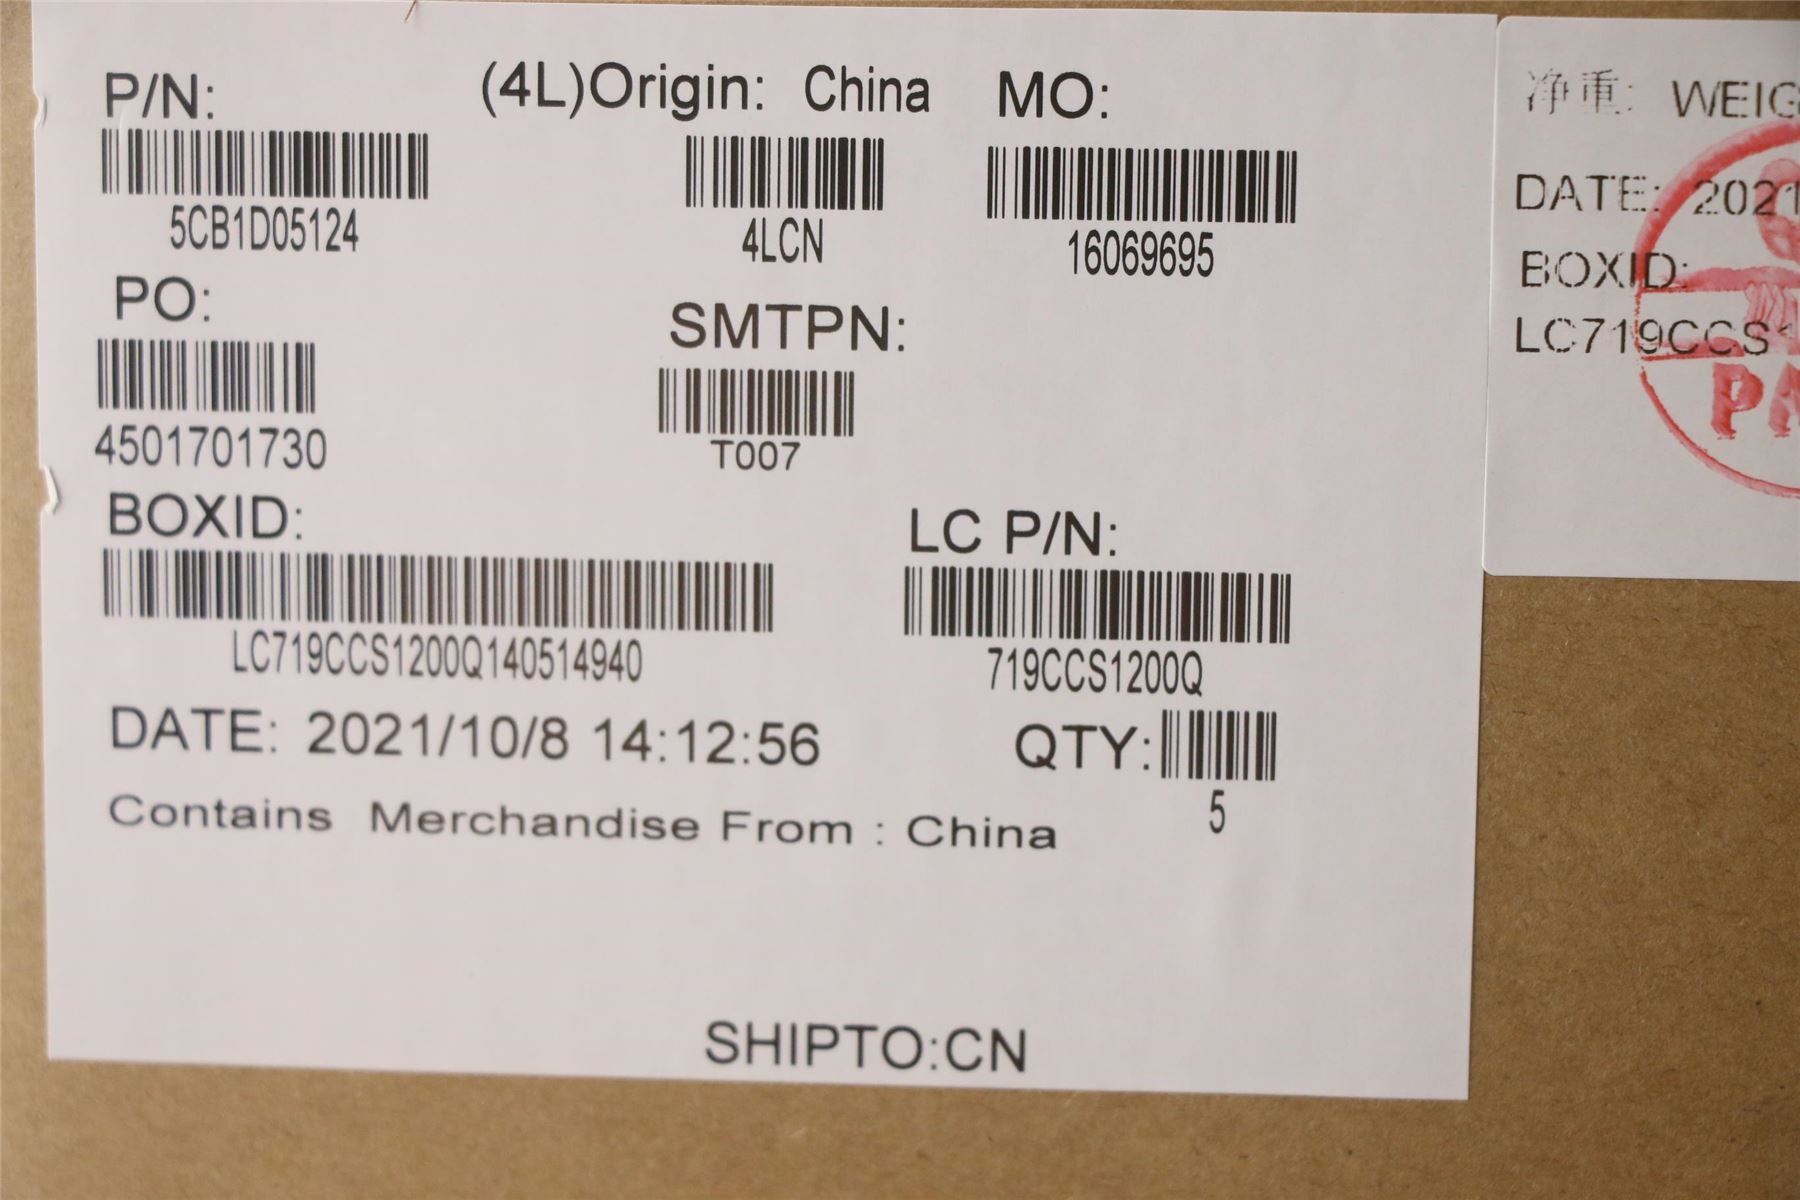 P/N:
(4L)Origin: China
MO:
5CB1D05124
4LCN
16069695
PO:
SMTPN:
4501701730
T007
BOXID:
LC P/N:
LC719CCS1200Q140514940
719CCS1200Q
DATE: 2021/10/8 14:12:56
QTY:
5
Contains Merchandise From : China
SHIPTO:CN
净重: WEIG
DATE: 2021
BOXID:
LC719CCS
PA